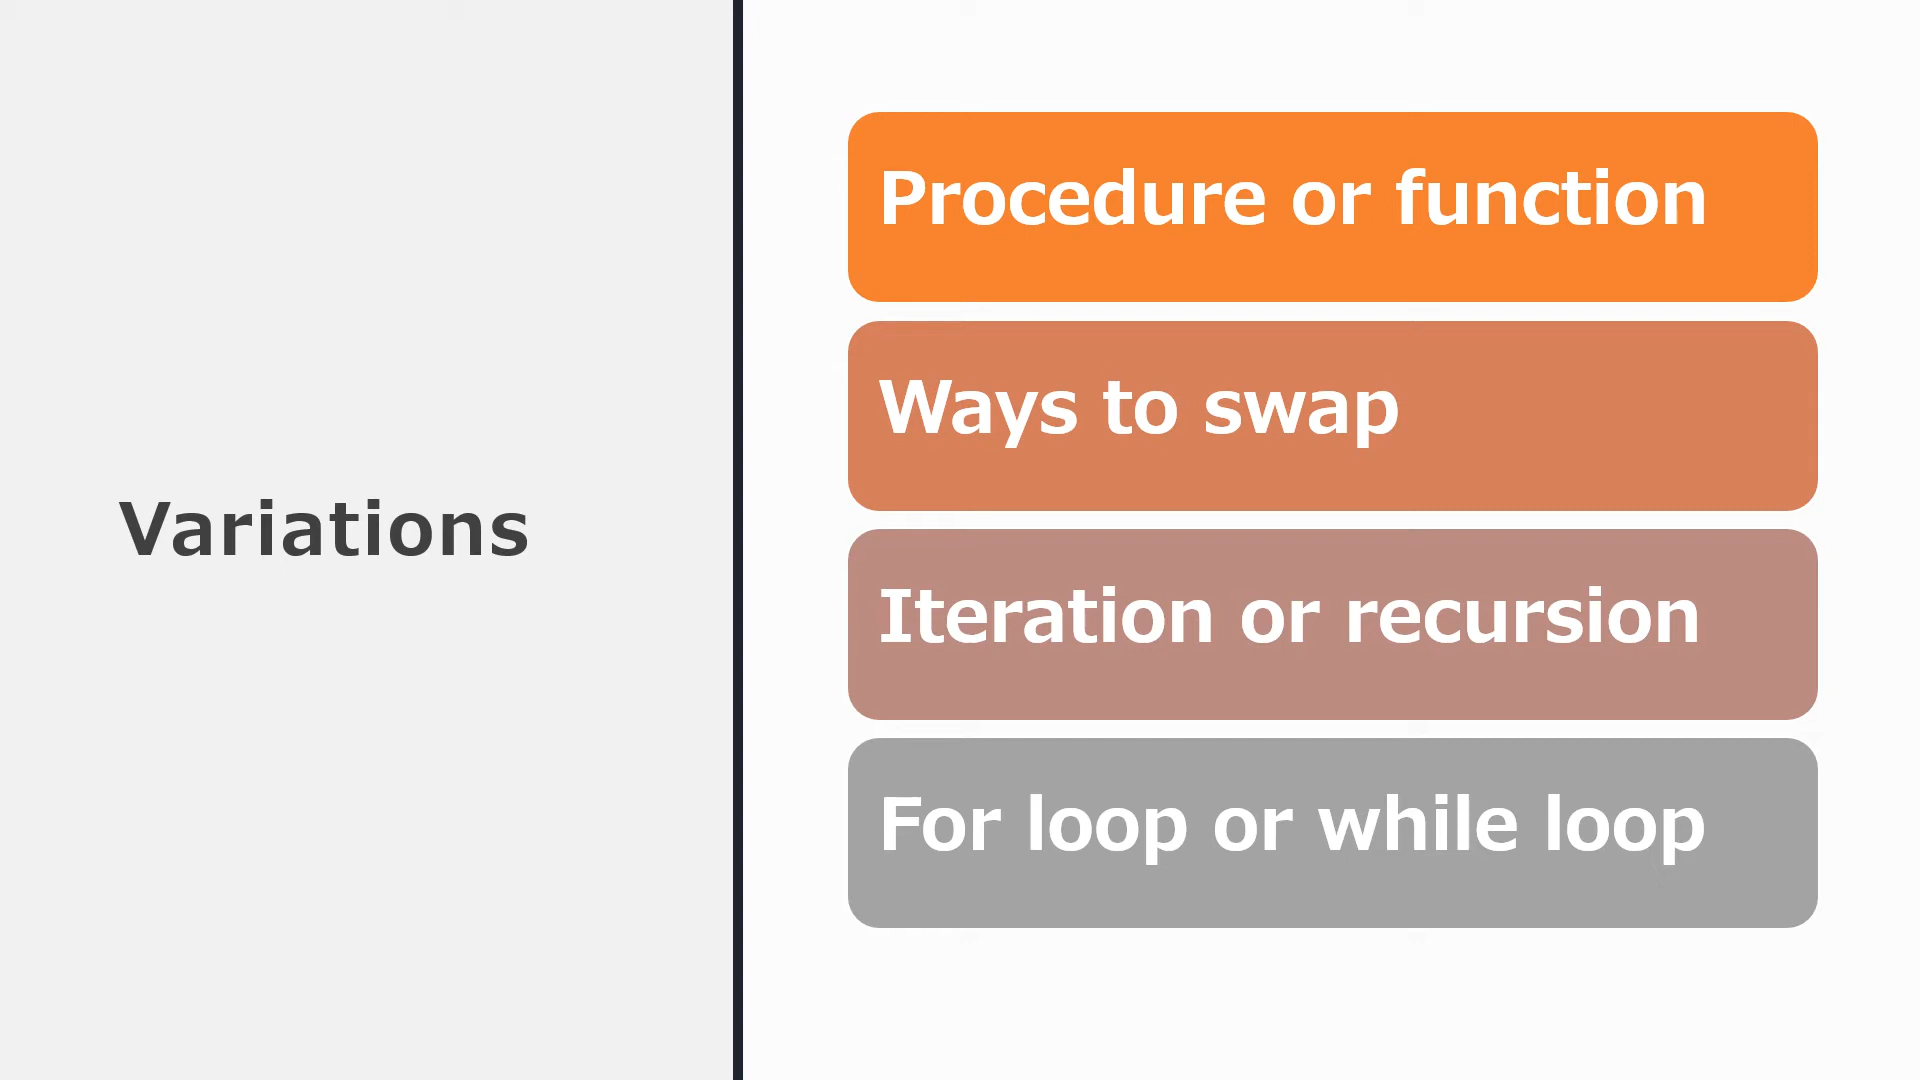 Variations
Procedure or function
Ways to swap
Iteration or recursion
For loop or while loop